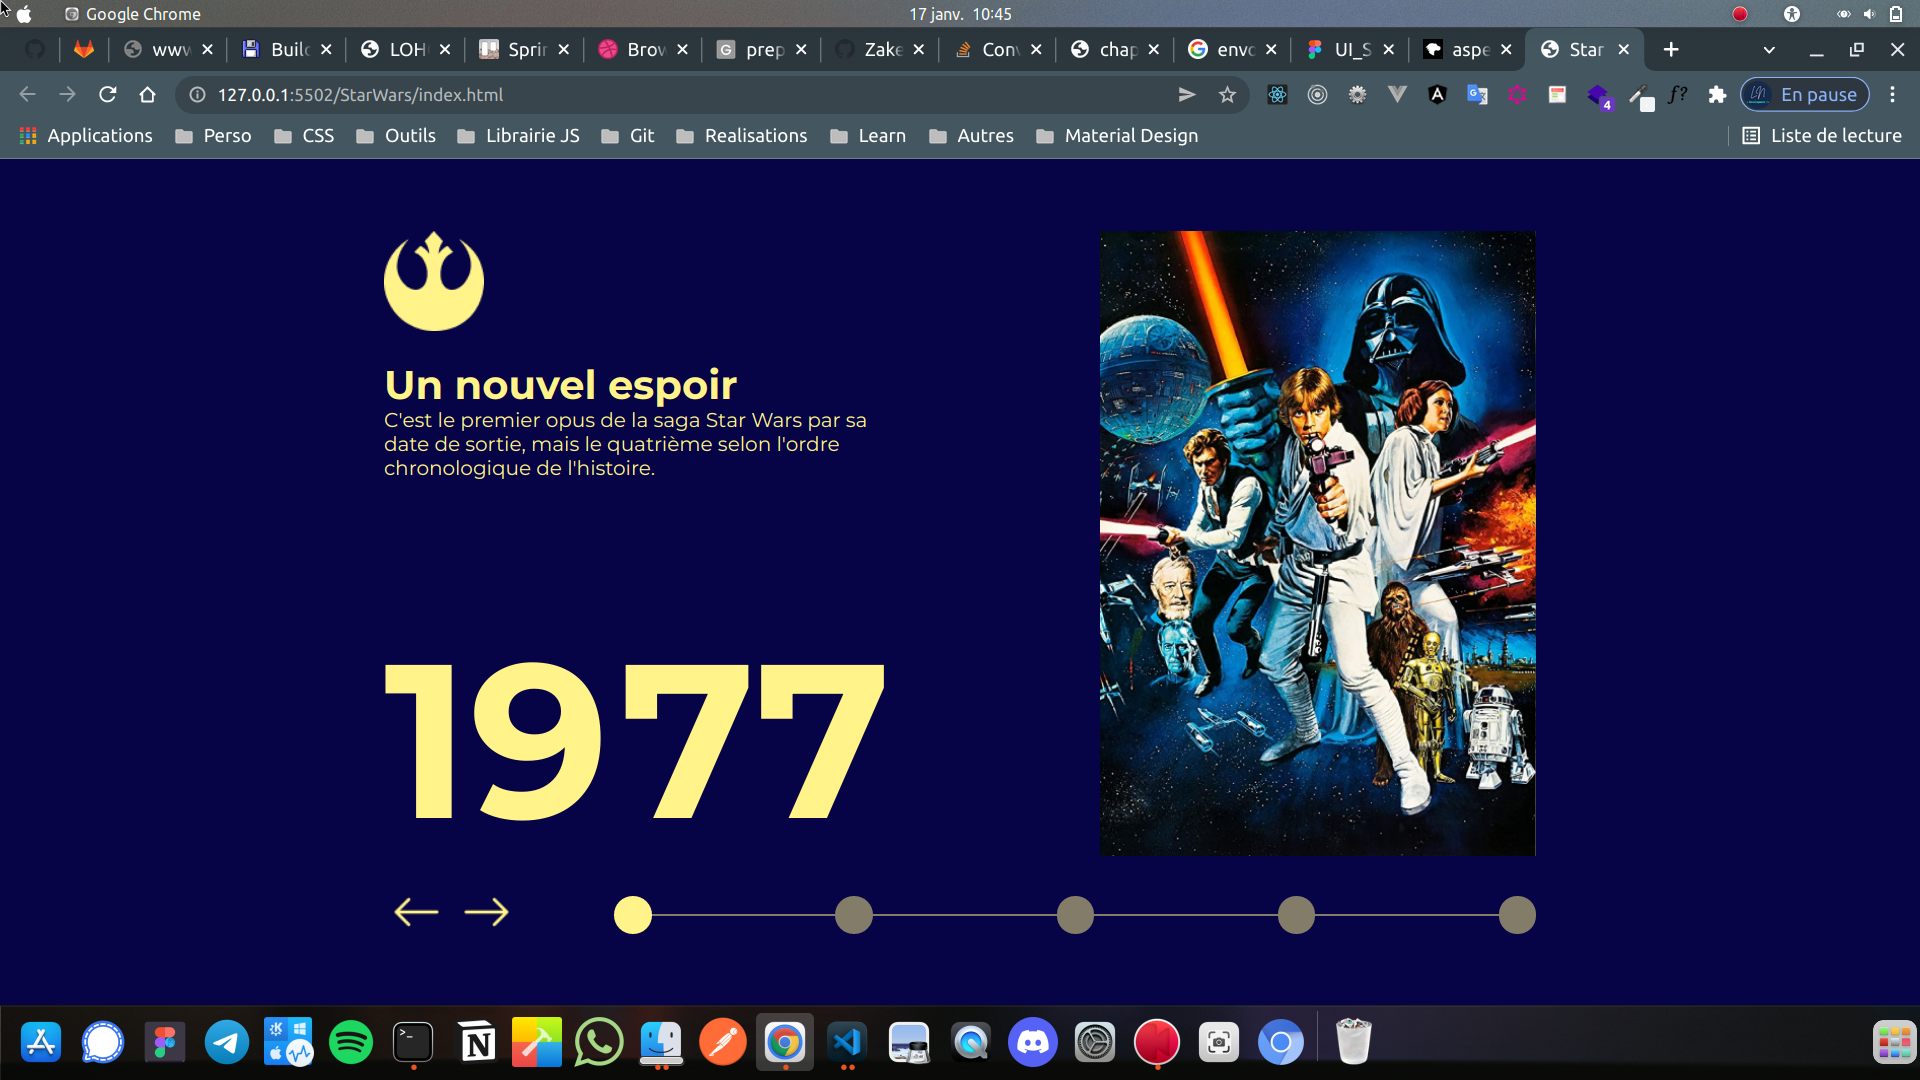 Google Chrome
17 janv. 10:45
www
Builc
LOH
Sprir
Brov
prep
Zake
Con
chap
envo
UI_S
aspe
Star
127.0.0.1:5502/StarWars/index.html
4
f?
En pause
Applications
Perso
CSS
Outils
Librairie JS
Git
Realisations
Learn
Autres
Material Design
Liste de lecture
Un nouvel espoir
C'est le premier opus de la saga Star Wars par sa
date de sortie, mais le quatrième selon l'ordre
chronologique de l'histoire.
1977